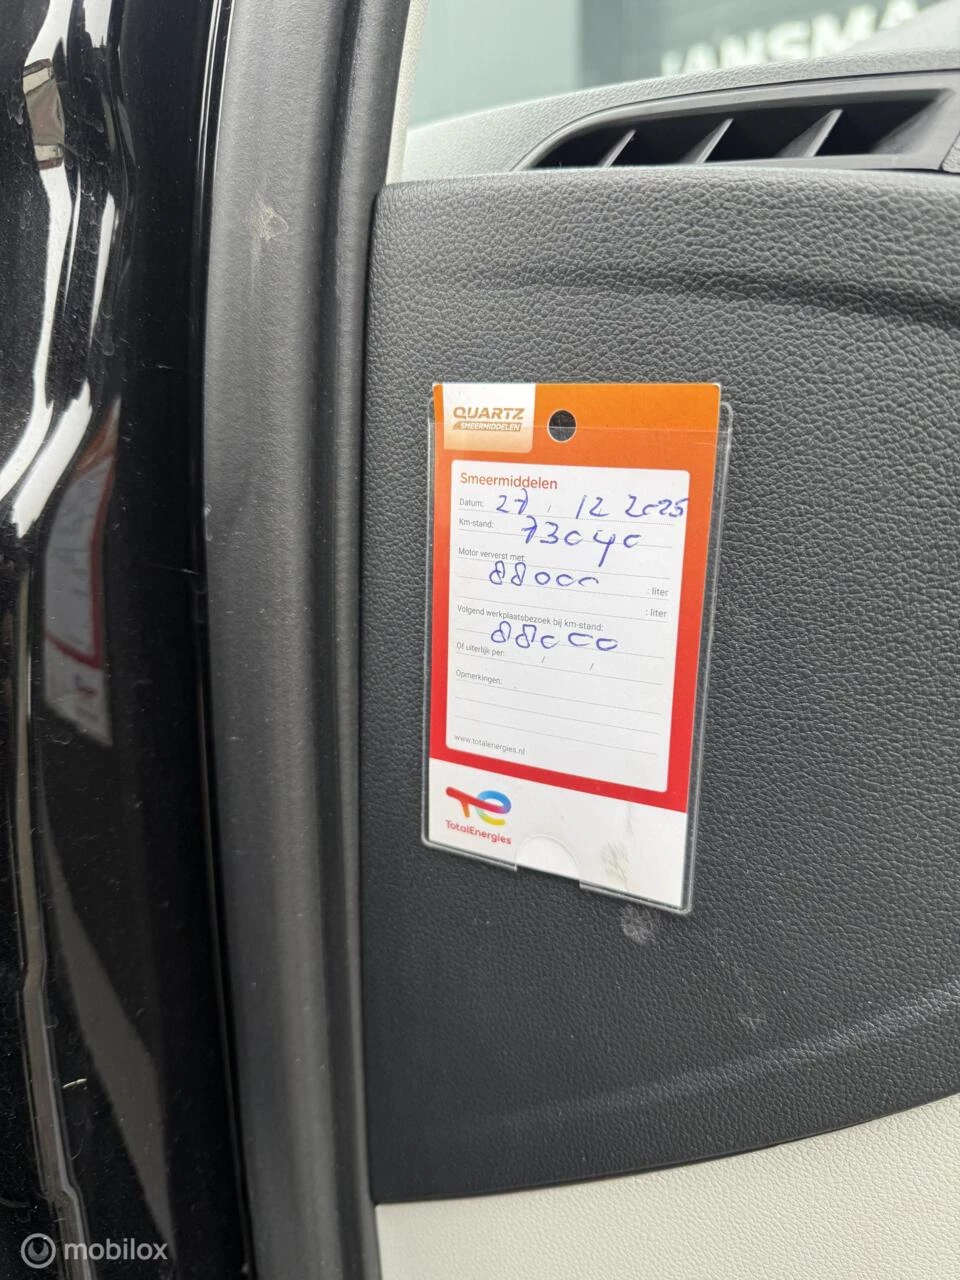 JANSMA
QUARTZ
SMEERMIDDELEN
Smeermiddelen
Datum: 27 , 12 2025
Km-stand: 73040
Motor ververst met:
88000 : liter
: liter
Volgend werkplaatsbezoek bij km-stand:
88000
Of uiterlijk per: / /
Opmerkingen:
www.totalenergies.nl
TotalEnergies
mobilox